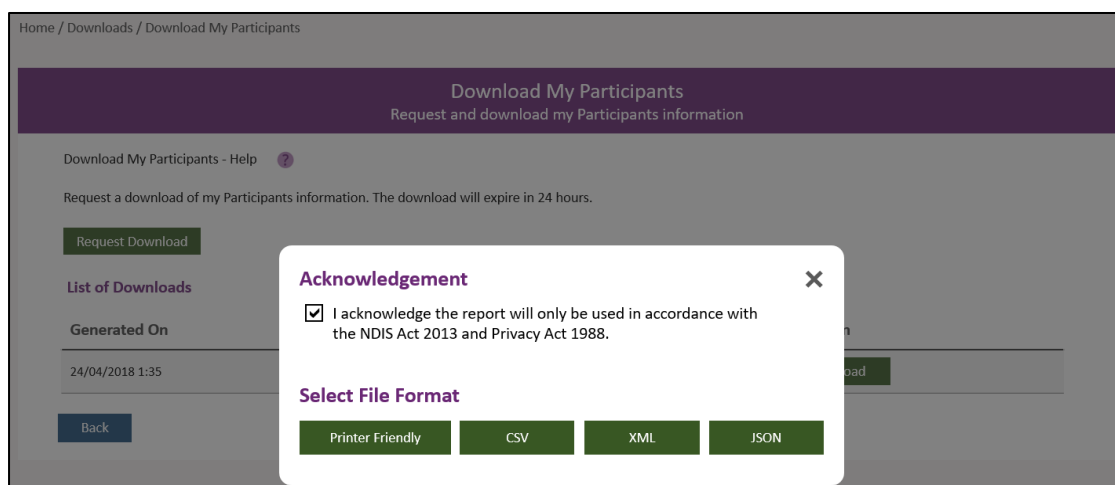 Home / Downloads / Download My Participants
Download My Participants
Request and download my Participants information
Download My Participants - Help ?
Request a download of my Participants information. The download will expire in 24 hours.
Request Download
List of Downloads
Generated On
24/04/2018 1:35
Back
Acknowledgement
I acknowledge the report will only be used in accordance with
the NDIS Act 2013 and Privacy Act 1988.
Select File Format
Printer Friendly CSV XML JSON